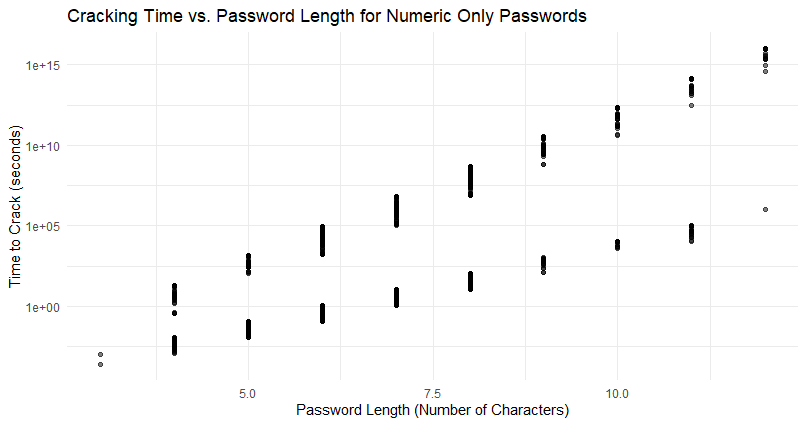 Cracking Time vs. Password Length for Numeric Only Passwords
Time to Crack (seconds)
1e+15
1e+10
1e+05
1e+00
5.0
7.5
10.0
Password Length (Number of Characters)